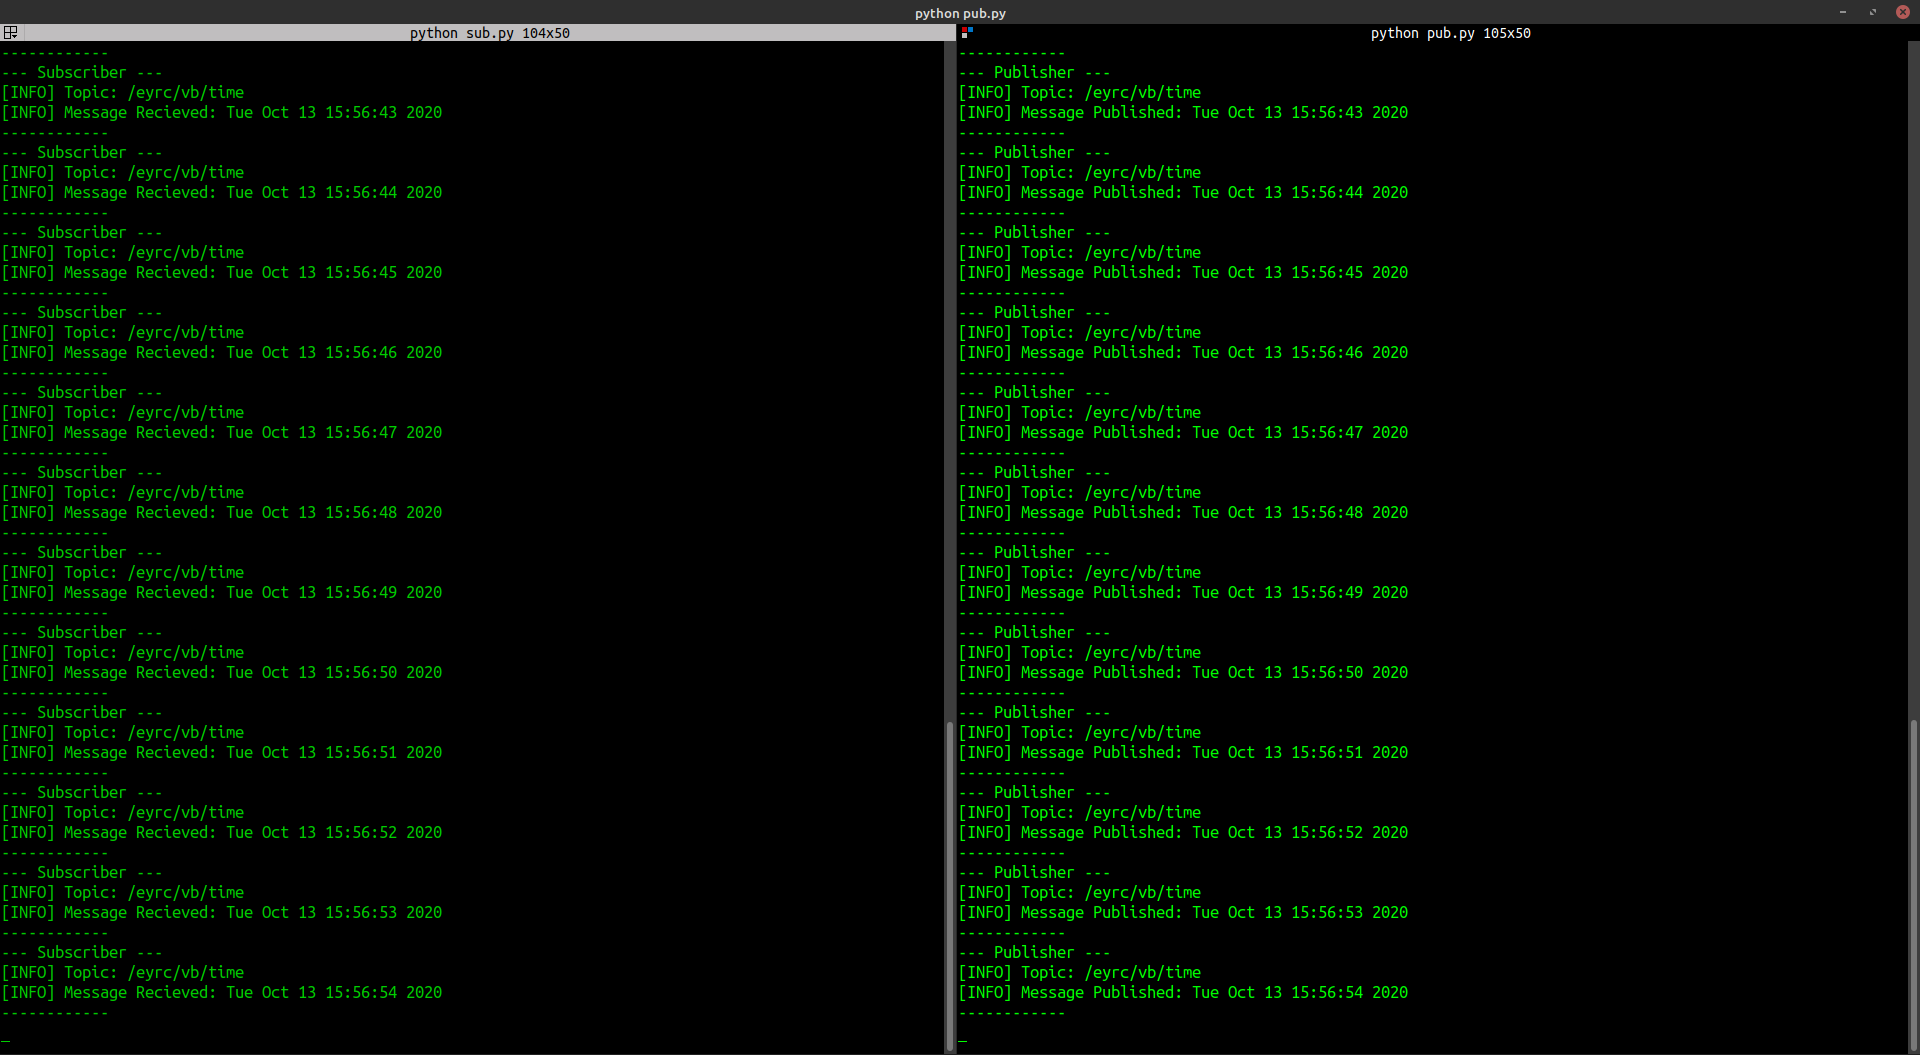 python pub.py
python sub.py 104x50
------------
--- Subscriber ---
[INFO] Topic: /eyrc/vb/time
[INFO] Message Recieved: Tue Oct 13 15:56:43 2020
------------
--- Subscriber ---
[INFO] Topic: /eyrc/vb/time
[INFO] Message Recieved: Tue Oct 13 15:56:44 2020
------------
--- Subscriber ---
[INFO] Topic: /eyrc/vb/time
[INFO] Message Recieved: Tue Oct 13 15:56:45 2020
------------
--- Subscriber ---
[INFO] Topic: /eyrc/vb/time
[INFO] Message Recieved: Tue Oct 13 15:56:46 2020
------------
--- Subscriber ---
[INFO] Topic: /eyrc/vb/time
[INFO] Message Recieved: Tue Oct 13 15:56:47 2020
------------
--- Subscriber ---
[INFO] Topic: /eyrc/vb/time
[INFO] Message Recieved: Tue Oct 13 15:56:48 2020
------------
--- Subscriber ---
[INFO] Topic: /eyrc/vb/time
[INFO] Message Recieved: Tue Oct 13 15:56:49 2020
------------
--- Subscriber ---
[INFO] Topic: /eyrc/vb/time
[INFO] Message Recieved: Tue Oct 13 15:56:50 2020
------------
--- Subscriber ---
[INFO] Topic: /eyrc/vb/time
[INFO] Message Recieved: Tue Oct 13 15:56:51 2020
------------
--- Subscriber ---
[INFO] Topic: /eyrc/vb/time
[INFO] Message Recieved: Tue Oct 13 15:56:52 2020
------------
--- Subscriber ---
[INFO] Topic: /eyrc/vb/time
[INFO] Message Recieved: Tue Oct 13 15:56:53 2020
------------
--- Subscriber ---
[INFO] Topic: /eyrc/vb/time
[INFO] Message Recieved: Tue Oct 13 15:56:54 2020
------------
python pub.py 105x50
------------
--- Publisher ---
[INFO] Topic: /eyrc/vb/time
[INFO] Message Published: Tue Oct 13 15:56:43 2020
------------
--- Publisher ---
[INFO] Topic: /eyrc/vb/time
[INFO] Message Published: Tue Oct 13 15:56:44 2020
------------
--- Publisher ---
[INFO] Topic: /eyrc/vb/time
[INFO] Message Published: Tue Oct 13 15:56:45 2020
------------
--- Publisher ---
[INFO] Topic: /eyrc/vb/time
[INFO] Message Published: Tue Oct 13 15:56:46 2020
------------
--- Publisher ---
[INFO] Topic: /eyrc/vb/time
[INFO] Message Published: Tue Oct 13 15:56:47 2020
------------
--- Publisher ---
[INFO] Topic: /eyrc/vb/time
[INFO] Message Published: Tue Oct 13 15:56:48 2020
------------
--- Publisher ---
[INFO] Topic: /eyrc/vb/time
[INFO] Message Published: Tue Oct 13 15:56:49 2020
------------
--- Publisher ---
[INFO] Topic: /eyrc/vb/time
[INFO] Message Published: Tue Oct 13 15:56:50 2020
------------
--- Publisher ---
[INFO] Topic: /eyrc/vb/time
[INFO] Message Published: Tue Oct 13 15:56:51 2020
------------
--- Publisher ---
[INFO] Topic: /eyrc/vb/time
[INFO] Message Published: Tue Oct 13 15:56:52 2020
------------
--- Publisher ---
[INFO] Topic: /eyrc/vb/time
[INFO] Message Published: Tue Oct 13 15:56:53 2020
------------
--- Publisher ---
[INFO] Topic: /eyrc/vb/time
[INFO] Message Published: Tue Oct 13 15:56:54 2020
------------